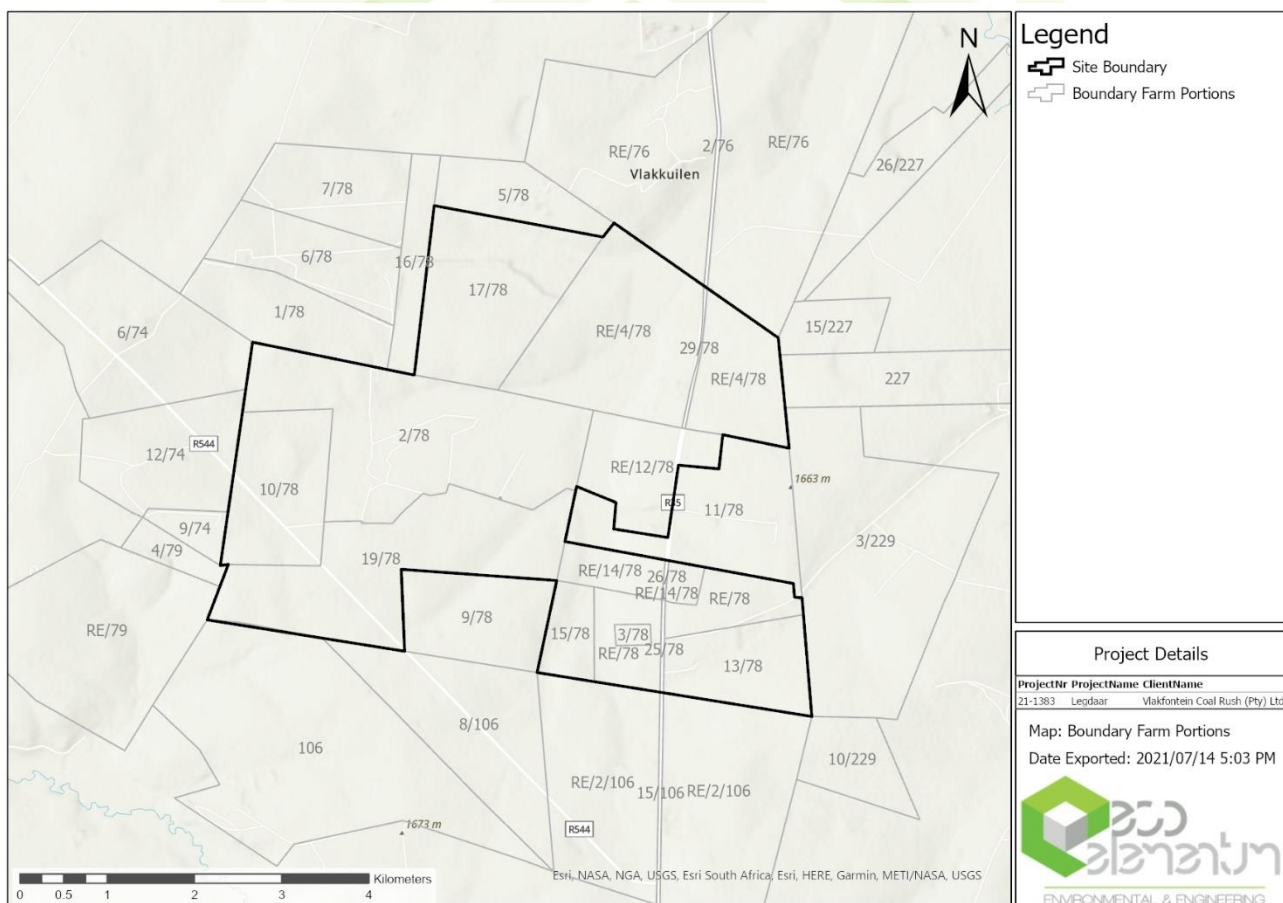 N
RE/76
2/76
RE/76
26/227
Vlakkuilen
7/78
5/78
6/78
16/78
17/78
1/78
6/74
15/227
RE/4/78
29/78
227
RE/4/78
R544
12/74
2/78
RE/12/78
1663 m
10/78
11/78
9/74
4/79
3/229
19/78
RE/14/78
26/78
RE/14/78
RE/78
9/78
15/78
3/78
RE/79
RE/78
25/78
13/78
8/106
106
10/229
RE/2/106
15/106
RE/2/106
1673 m
R544
Kilometers
0 0.5 1 2 3 4
Esri, NASA, NGA, USGS, Esri South Africa, Esri, HERE, Garmin, METI/NASA, USGS
Legend
Site Boundary
Boundary Farm Portions
Project Details
ProjectNr ProjectName ClientName
21-1383 Legdaar Vlakfontein Coal Rush (Pty) Ltd
Map: Boundary Farm Portions
Date Exported: 2021/07/14 5:03 PM
eco
elementum
ENVIRONMENTAL & ENGINEERING